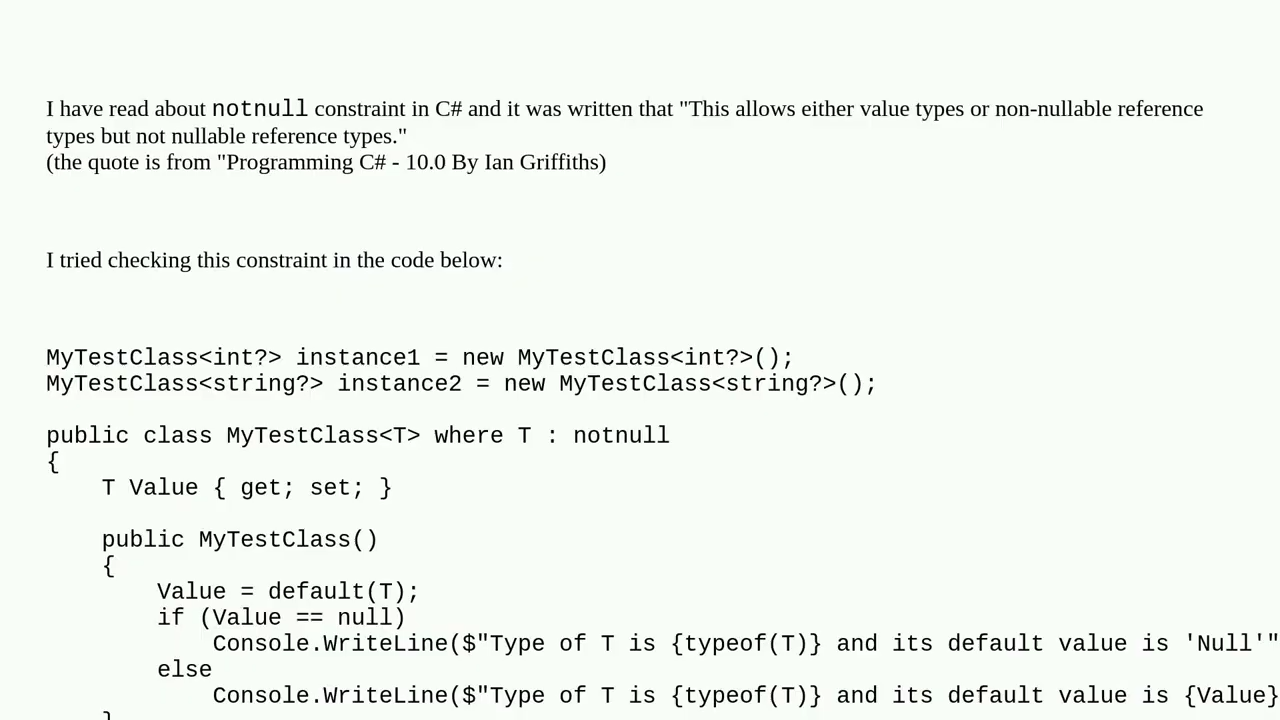 I have read about notnull constraint in C# and it was written that "This allows either value types or non-nullable reference
types but not nullable reference types."
(the quote is from "Programming C# - 10.0 By Ian Griffiths)
I tried checking this constraint in the code below:
MyTestClass<int?> instance1 = new MyTestClass<int?>();
MyTestClass<string?> instance2 = new MyTestClass<string?>();
public class MyTestClass<T> where T : notnull
{
    T Value { get; set; }
    public MyTestClass()
    {
        Value = default(T);
        if (Value == null)
            Console.WriteLine($"Type of T is {typeof(T)} and its default value is 'Null'"
        else
            Console.WriteLine($"Type of T is {typeof(T)} and its default value is {Value}
    }